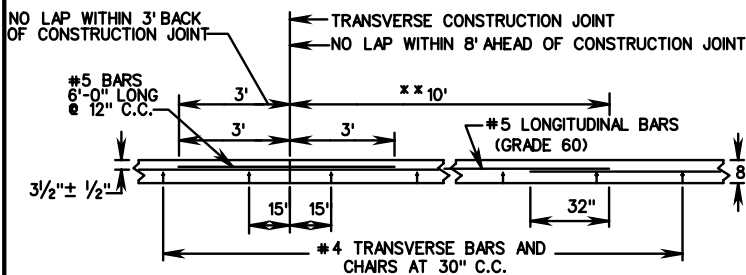 NO LAP WITHIN 3' BACK
OF CONSTRUCTION JOINT
TRANSVERSE CONSTRUCTION JOINT
NO LAP WITHIN 8' AHEAD OF CONSTRUCTION JOINT
#5 BARS
6'-0" LONG
@ 12" C.C.
3'
** 10'
3'
3'
#5 LONGITUDINAL BARS
(GRADE 60)
3½"± ½"
8
15'
15'
32"
#4 TRANSVERSE BARS AND
CHAIRS AT 30" C.C.